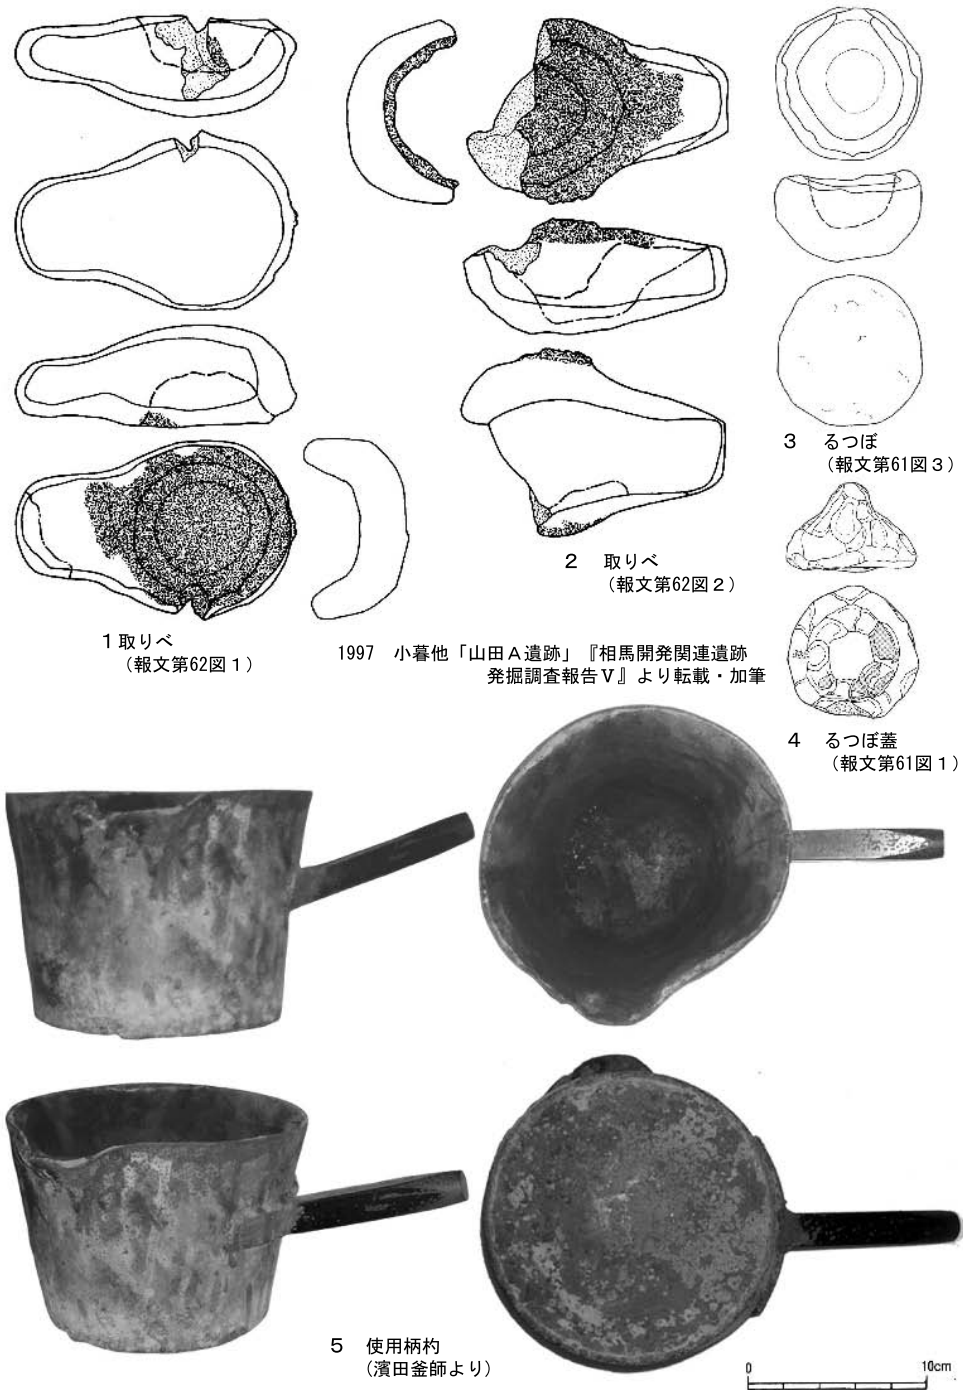 3　るつぼ
（報文第61図３）
2　取りべ
（報文第62図２）
1 取りべ
（報文第62図１）
1997　小暮他「山田Ａ遺跡」『相馬開発関連遺跡
発掘調査報告Ⅴ』より転載・加筆
4　るつぼ蓋
（報文第61図１）
5　使用柄杓
（濱田釜師より）
0　10cm